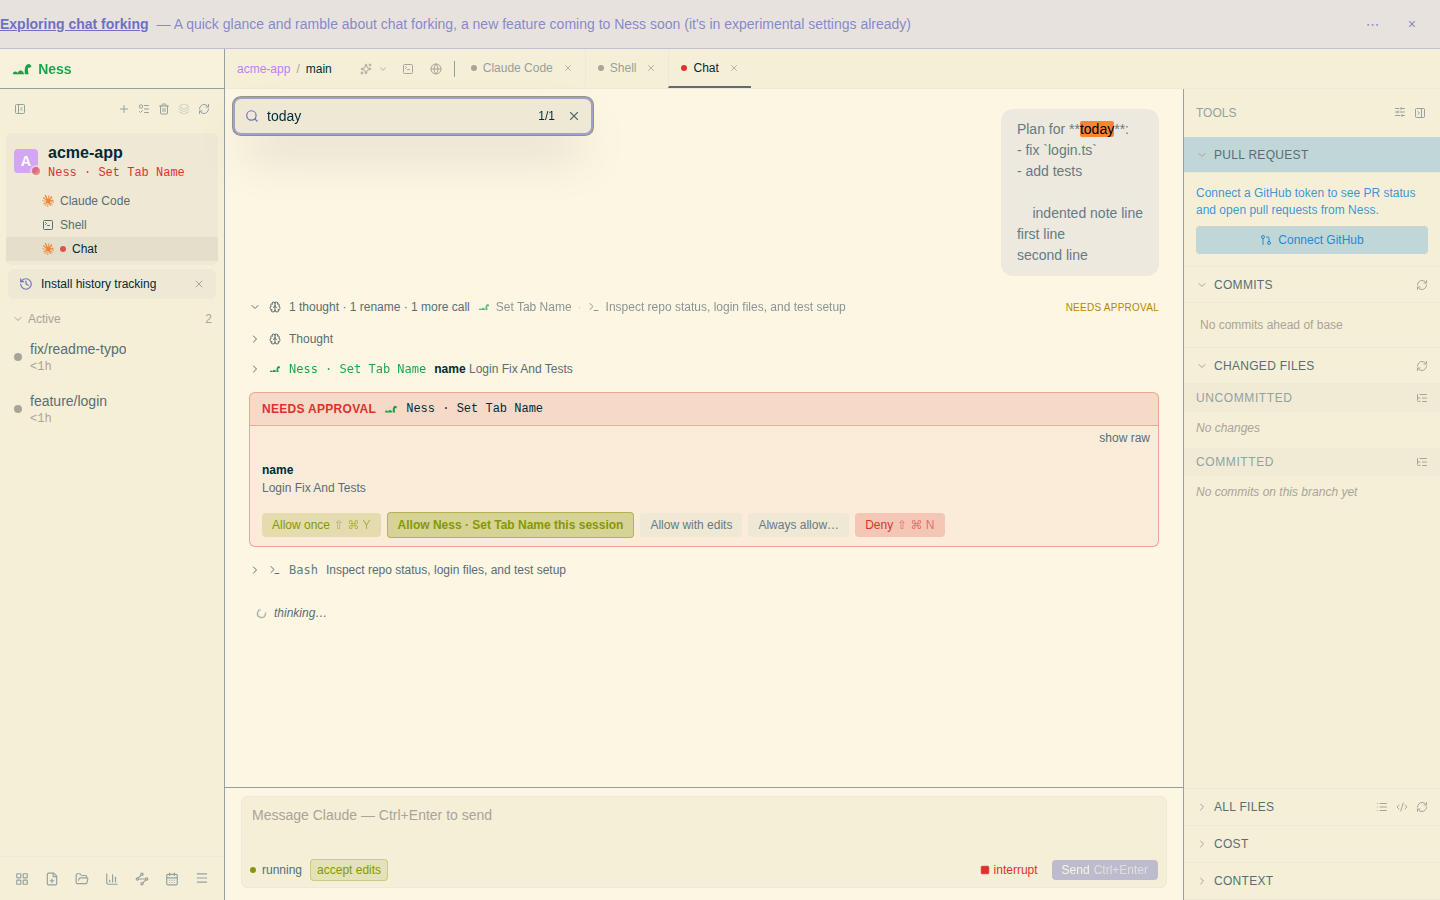 Exploring chat forking — A quick glance and ramble about chat forking, a new feature coming to Ness soon (it's in experimental settings already)
Ness
acme-app / main
Claude Code
Shell
Chat
today
1/1
A
acme-app
Ness · Set Tab Name
Claude Code
Shell
Chat
Install history tracking
Active 2
fix/readme-typo
<1h
feature/login
<1h
Plan for **today**:
- fix `login.ts`
- add tests
indented note line
first line
second line
1 thought · 1 rename · 1 more call Set Tab Name · Inspect repo status, login files, and test setup NEEDS APPROVAL
Thought
Ness · Set Tab Name name Login Fix And Tests
NEEDS APPROVAL Ness · Set Tab Name
show raw
name
Login Fix And Tests
Allow once ⇧ ⌘ Y Allow Ness · Set Tab Name this session Allow with edits Always allow… Deny ⇧ ⌘ N
Bash Inspect repo status, login files, and test setup
thinking…
Message Claude — Ctrl+Enter to send
running accept edits interrupt Send Ctrl+Enter
TOOLS
PULL REQUEST
Connect a GitHub token to see PR status
and open pull requests from Ness.
Connect GitHub
COMMITS
No commits ahead of base
CHANGED FILES
UNCOMMITTED
No changes
COMMITTED
No commits on this branch yet
ALL FILES
COST
CONTEXT